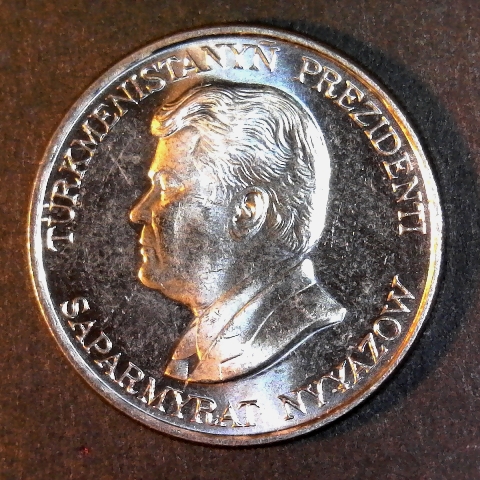 TÜRKMENISTANYŇ PREZIDENTI
SAPARMYRAT NYÝAZOW